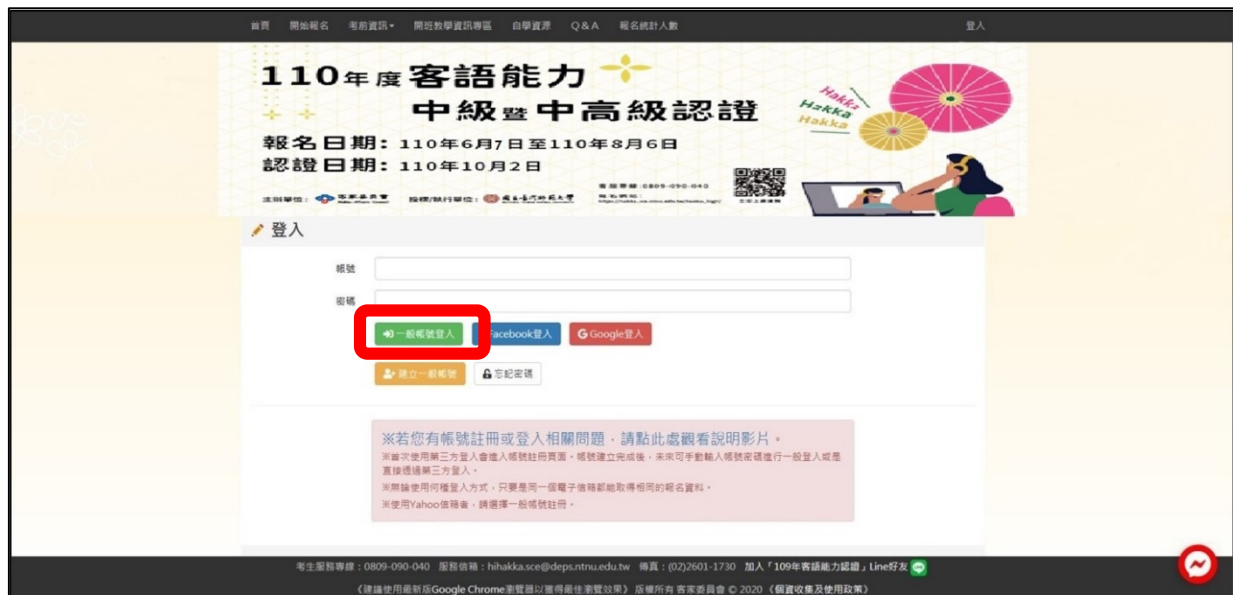 首頁 開始報名 考前資訊 開班教學資訊專區 自學資源 Q&A 報名統計人數 登入
110年度客語能力
中級暨中高級認證
Hakka
Hakka
Hakka
報名日期：110年6月7日至110年8月6日
認證日期：110年10月2日
客服專線:0809-090-040
主辦單位： 客家委員會
登入
帳號
密碼
一般帳號登入 Facebook登入 G Google登入
建立一般帳號 忘記密碼
※若您有帳號註冊或登入相關問題，請點此處觀看說明影片。
※首次使用第三方登入會進入帳號註冊頁面，帳號建立完成後，未來可手動輸入帳號密碼進行一般登入或是
直接透過第三方登入。
※無論使用何種登入方式，只要是同一個電子信箱都能取得相同的報名資料。
※使用Yahoo信箱者，請選擇一般帳號註冊。
考生服務專線：0809-090-040 服務信箱：hihakka.sce@deps.ntnu.edu.tw 傳真：(02)2601-1730 加入「109年客語能力認證」Line好友
《建議使用最新版Google Chrome瀏覽器以獲得最佳瀏覽效果》 版權所有 客家委員會 © 2020 《個資收集及使用政策》